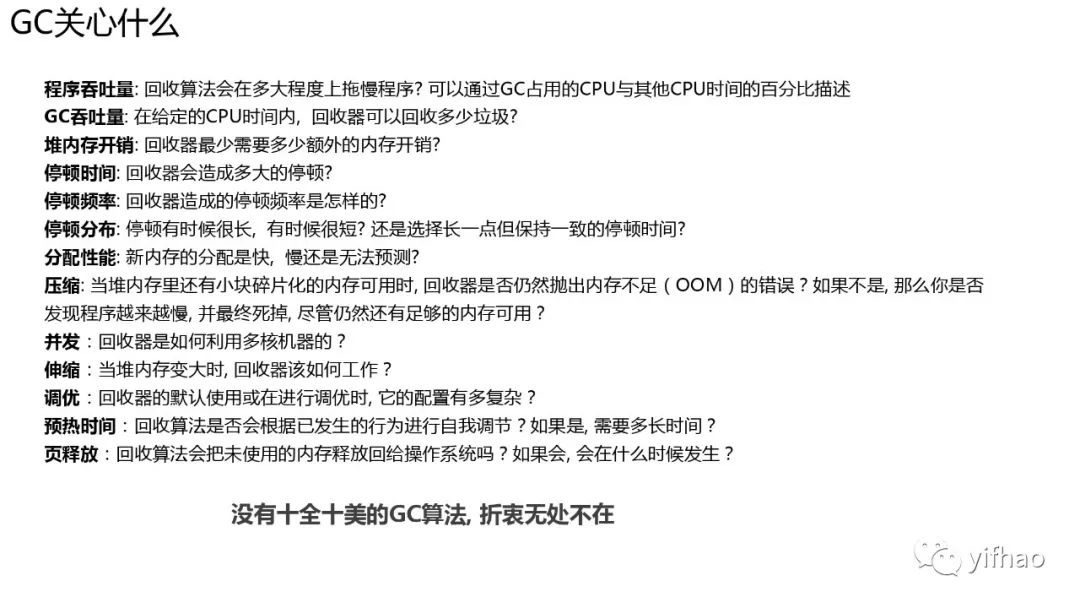 GC关心什么
程序吞吐量: 回收算法会在多大程度上拖慢程序? 可以通过GC占用的CPU与其他CPU时间的百分比描述
GC吞吐量: 在给定的CPU时间内, 回收器可以回收多少垃圾?
堆内存开销: 回收器最少需要多少额外的内存开销?
停顿时间: 回收器会造成多大的停顿?
停顿频率: 回收器造成的停顿频率是怎样的?
停顿分布: 停顿有时候很长, 有时候很短? 还是选择长一点但保持一致的停顿时间?
分配性能: 新内存的分配是快, 慢还是无法预测?
压缩: 当堆内存里还有小块碎片化的内存可用时, 回收器是否仍然抛出内存不足（OOM）的错误？如果不是, 那么你是否
发现程序越来越慢, 并最终死掉, 尽管仍然还有足够的内存可用？
并发：回收器是如何利用多核机器的？
伸缩：当堆内存变大时, 回收器该如何工作？
调优：回收器的默认使用或在进行调优时, 它的配置有多复杂？
预热时间：回收算法是否会根据已发生的行为进行自我调节？如果是, 需要多长时间？
页释放：回收算法会把未使用的内存释放回给操作系统吗？如果会, 会在什么时候发生？
没有十全十美的GC算法, 折衷无处不在
yifhao